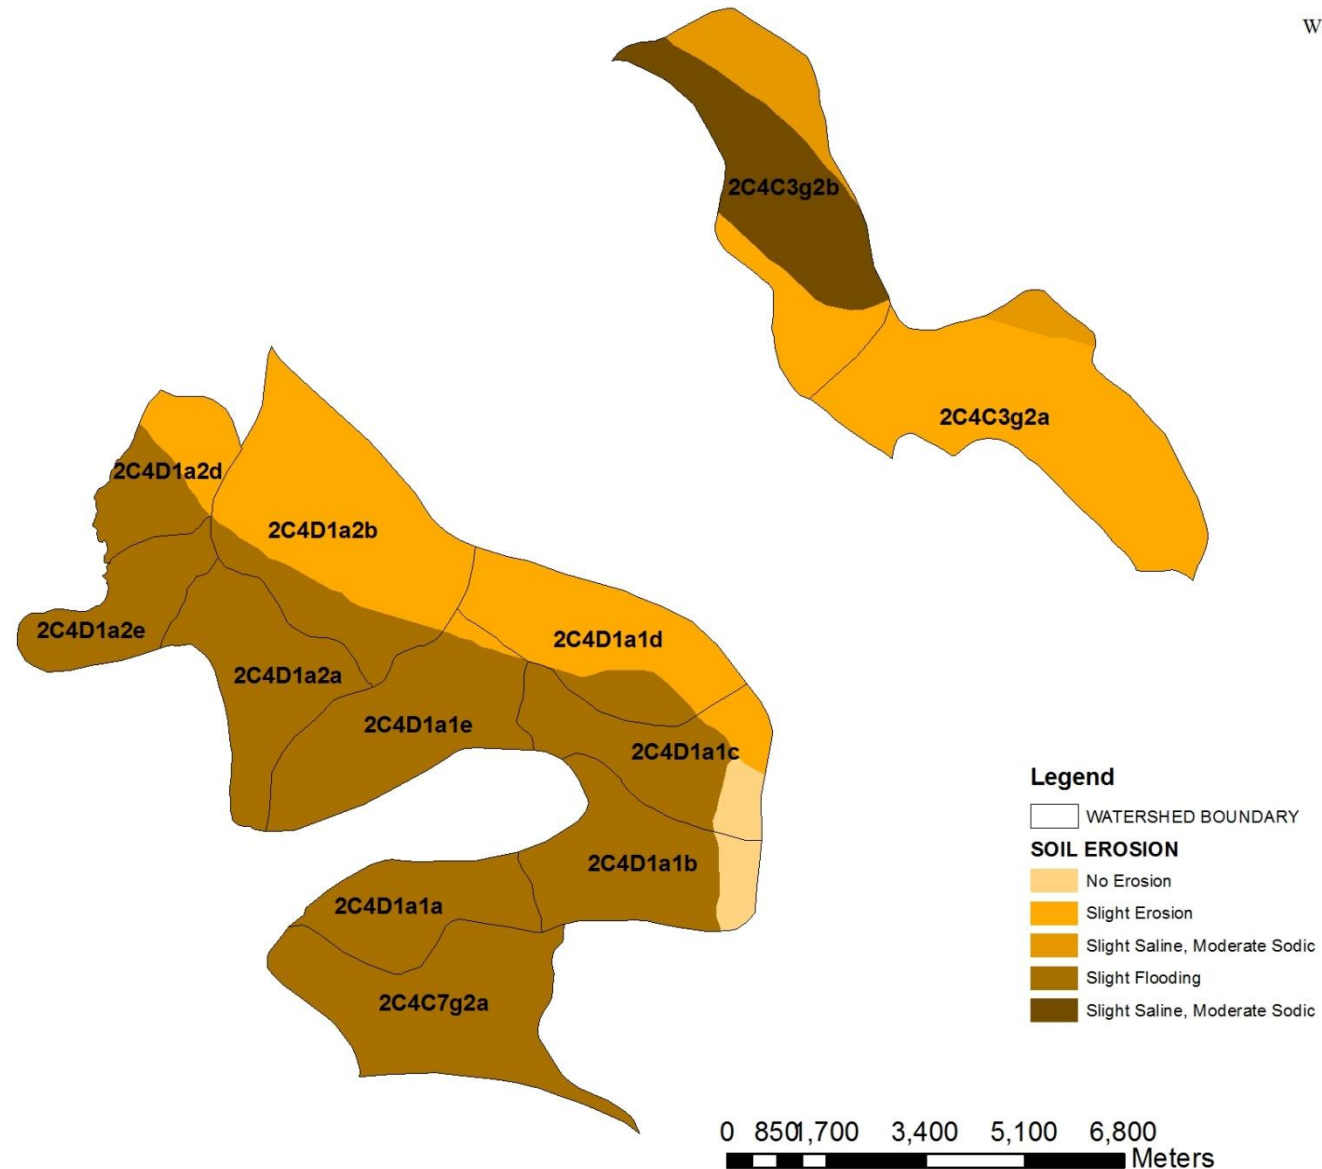 W
2C4C3g2b
2C4C3g2a
2C4D1a2d
2C4D1a2b
2C4D1a2e
2C4D1a1d
2C4D1a2a
2C4D1a1e
2C4D1a1c
2C4D1a1b
2C4D1a1a
2C4C7g2a
Legend
WATERSHED BOUNDARY
SOIL EROSION
No Erosion
Slight Erosion
Slight Saline, Moderate Sodic
Slight Flooding
Slight Saline, Moderate Sodic
0 850 1,700 3,400 5,100 6,800
Meters